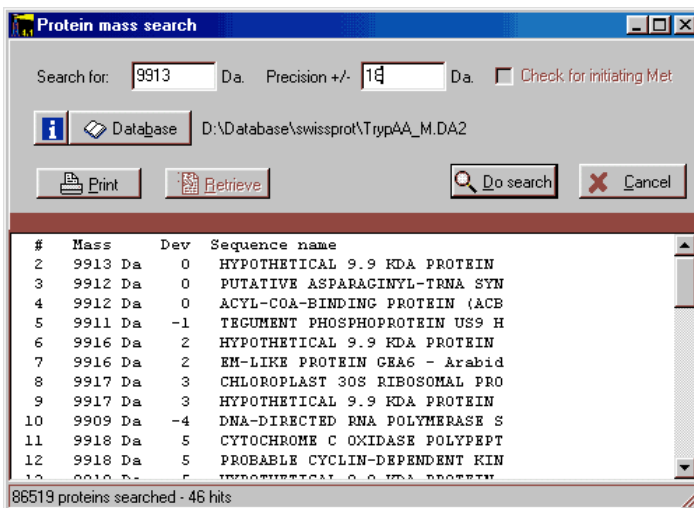 4.1 Protein mass search
Search for: 9913 Da. Precision +/- 18 Da. Check for initiating Met
i Database D:\Database\swissprot\TrypAA_M.DA2
Print Retrieve Do search Cancel
# Mass Dev Sequence name
2 9913 Da 0 HYPOTHETICAL 9.9 KDA PROTEIN
3 9912 Da 0 PUTATIVE ASPARAGINYL-TRNA SYN
4 9912 Da 0 ACYL-COA-BINDING PROTEIN (ACB
5 9911 Da -1 TEGUMENT PHOSPHOPROTEIN US9 H
6 9916 Da 2 HYPOTHETICAL 9.9 KDA PROTEIN
7 9916 Da 2 EM-LIKE PROTEIN GEA6 - Arabid
8 9917 Da 3 CHLOROPLAST 30S RIBOSOMAL PRO
9 9917 Da 3 HYPOTHETICAL 9.9 KDA PROTEIN
10 9909 Da -4 DNA-DIRECTED RNA POLYMERASE S
11 9918 Da 5 CYTOCHROME C OXIDASE POLYPEPT
12 9918 Da 5 PROBABLE CYCLIN-DEPENDENT KIN
86519 proteins searched - 46 hits